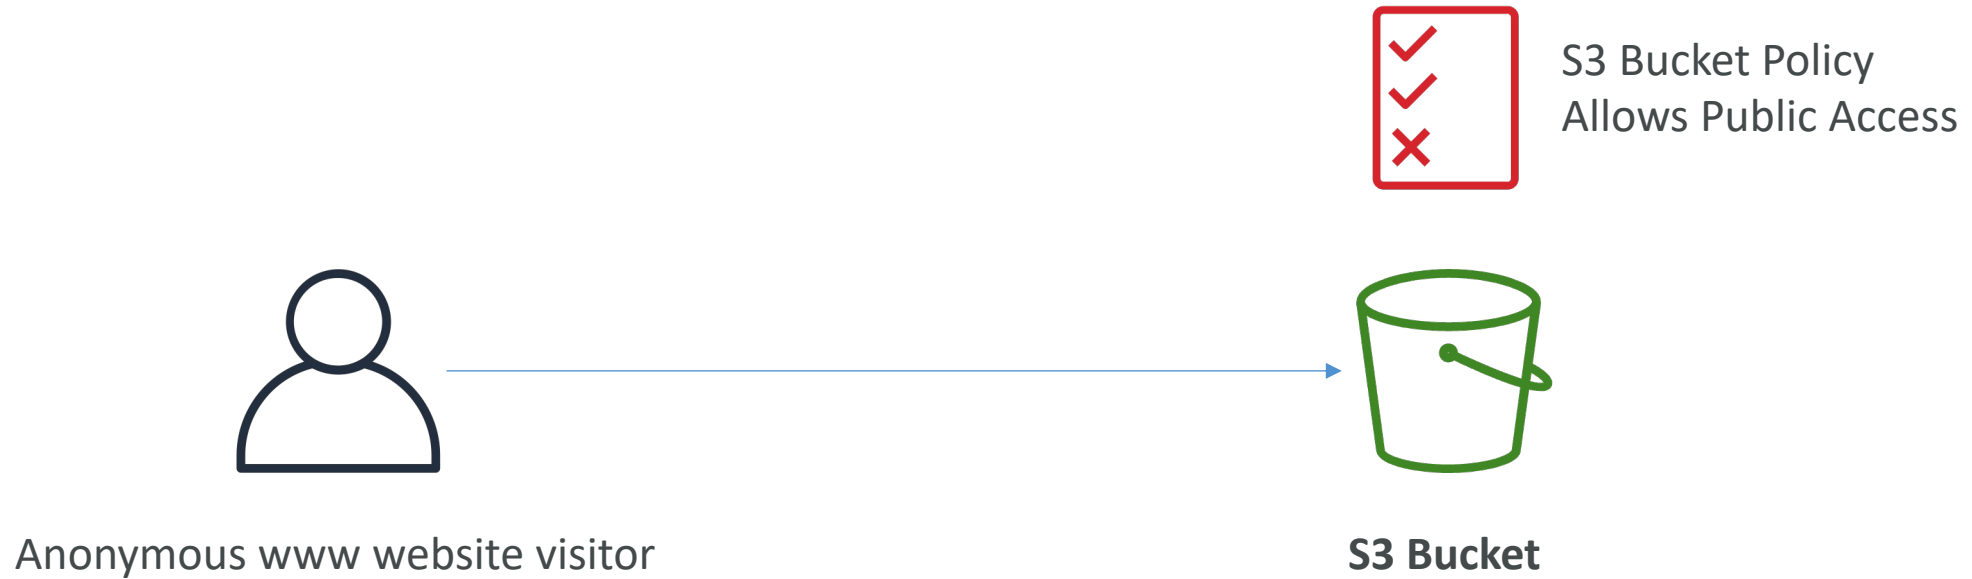 S3 Bucket Policy
Allows Public Access
Anonymous www website visitor
S3 Bucket